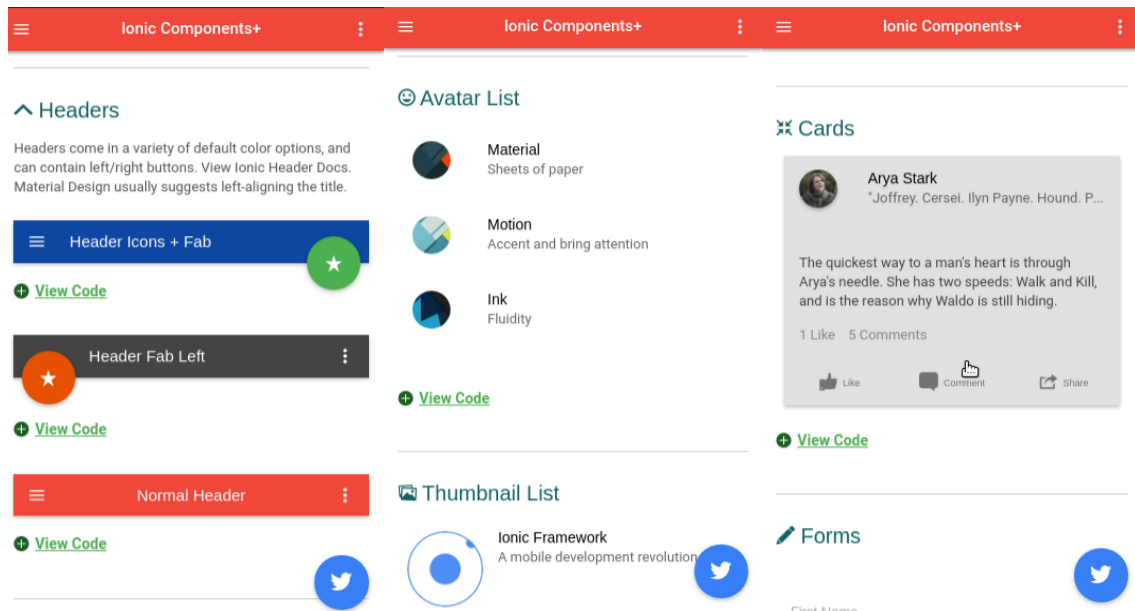 Ionic Components+
Headers
Headers come in a variety of default color options, and
can contain left/right buttons. View Ionic Header Docs.
Material Design usually suggests left-aligning the title.
Header Icons + Fab
View Code
Header Fab Left
View Code
Normal Header
View Code
Ionic Components+
Avatar List
Material
Sheets of paper
Motion
Accent and bring attention
Ink
Fluidity
View Code
Thumbnail List
Ionic Framework
A mobile development revolution
Ionic Components+
Cards
Arya Stark
"Joffrey. Cersei. Ilyn Payne. Hound. P...
The quickest way to a man's heart is through
Arya's needle. She has two speeds: Walk and Kill,
and is the reason why Waldo is still hiding.
1 Like 5 Comments
Like Comment Share
View Code
Forms
First Name